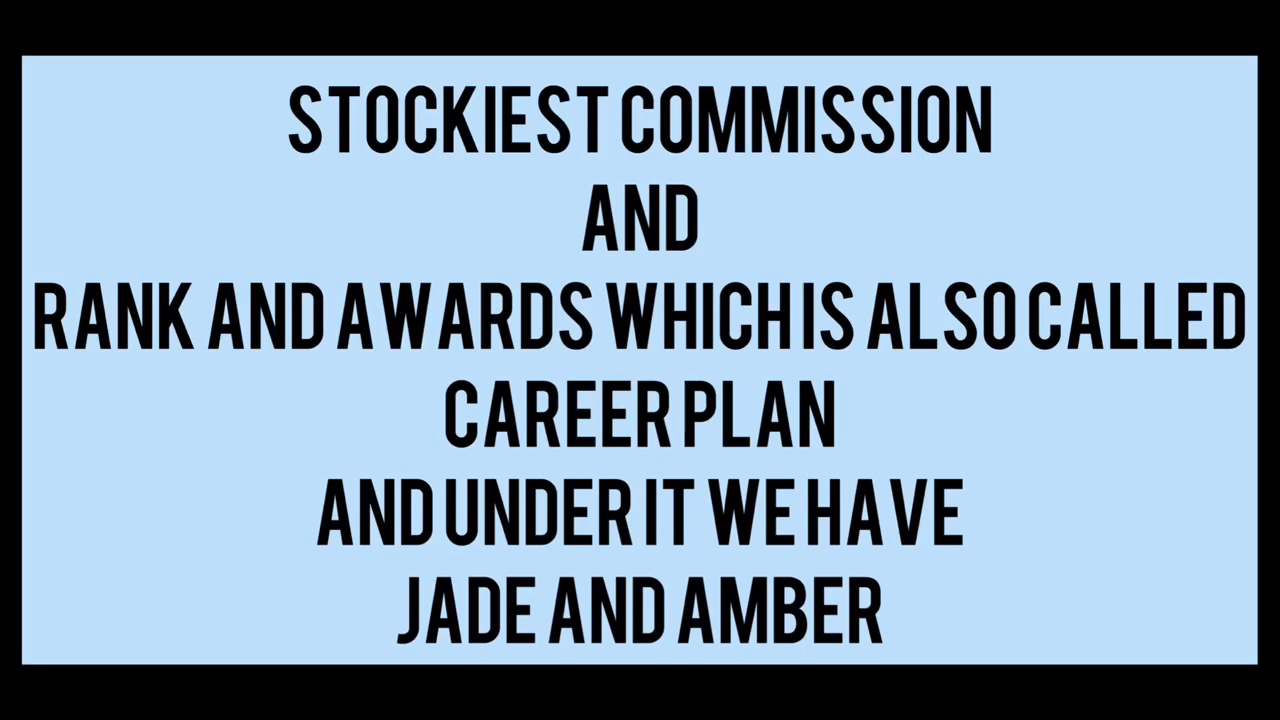 STOCKIEST COMMISSION
AND
RANK AND AWARDS WHICH IS ALSO CALLED
CAREER PLAN
AND UNDER IT WE HAVE
JADE AND AMBER